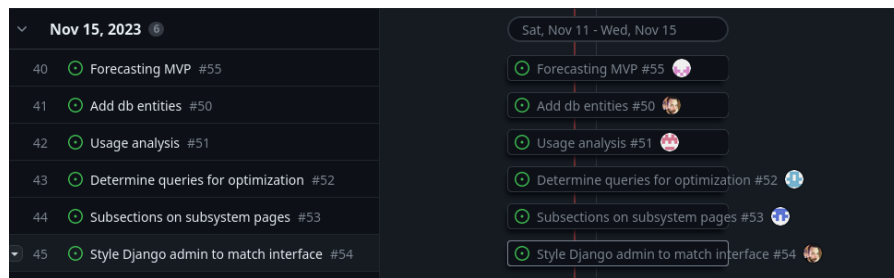 Nov 15, 2023 6 Sat, Nov 11 - Wed, Nov 15
40 Forecasting MVP #55 Forecasting MVP #55
41 Add db entities #50 Add db entities #50
42 Usage analysis #51 Usage analysis #51
43 Determine queries for optimization #52 Determine queries for optimization #52
44 Subsections on subsystem pages #53 Subsections on subsystem pages #53
45 Style Django admin to match interface #54 Style Django admin to match interface #54